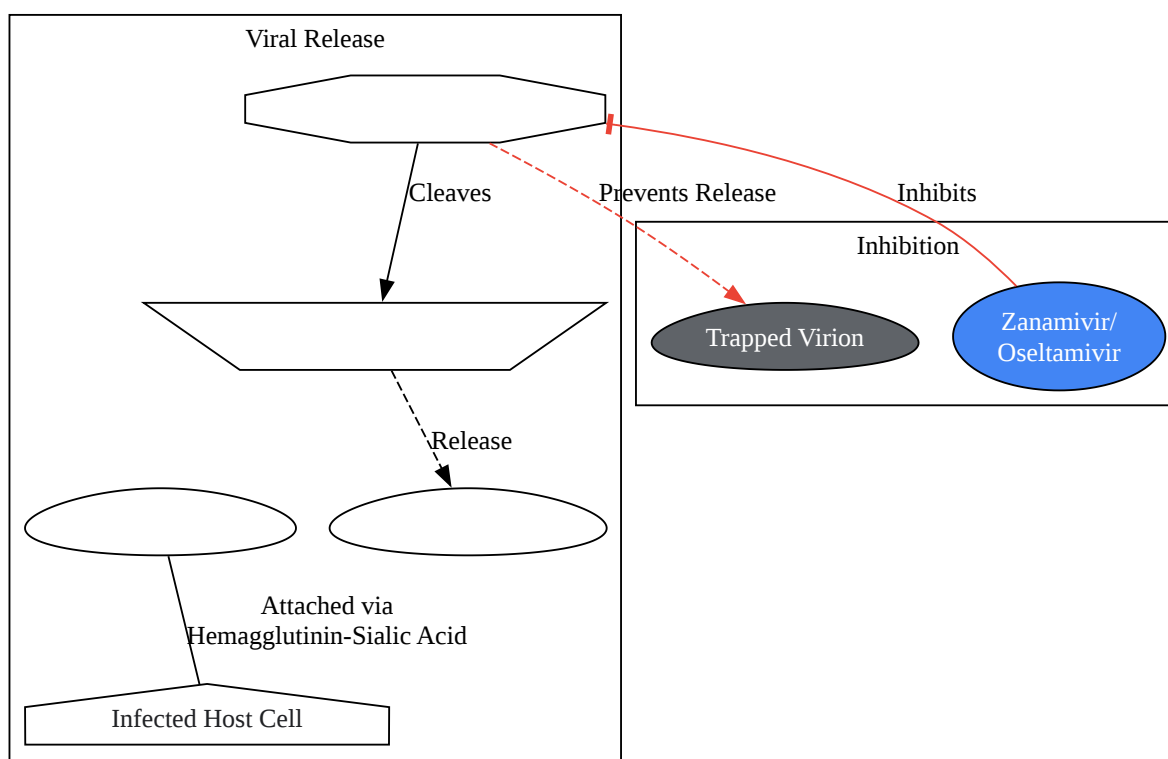 Viral Release
Cleaves
Prevents Release
Inhibits
Inhibition
Trapped Virion
Zanamivir/
Oseltamivir
Release
Attached via
Hemagglutinin-Sialic Acid
Infected Host Cell